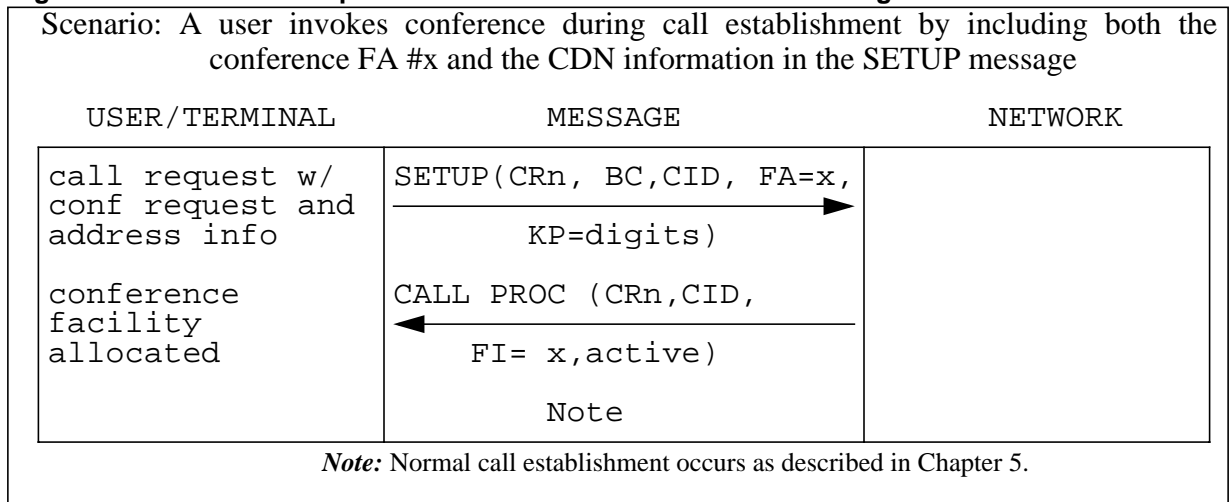 Scenario: A user invokes conference during call establishment by including both the
conference FA #x and the CDN information in the SETUP message
USER/TERMINAL MESSAGE NETWORK
call request w/
conf request and
address info
SETUP(CRn, BC,CID, FA=x,
KP=digits)
conference
facility
allocated
CALL PROC (CRn,CID,
FI= x,active)
Note
Note: Normal call establishment occurs as described in Chapter 5.